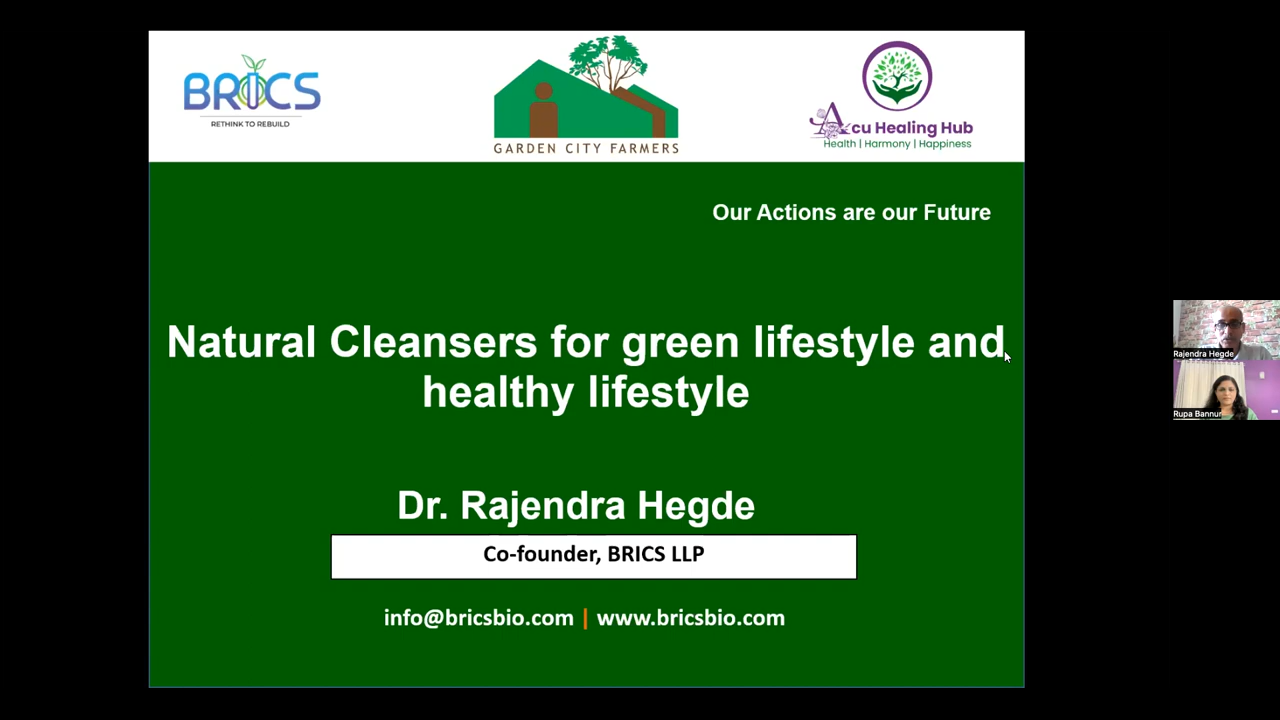 BRICS
RETHINK TO REBUILD
GARDEN CITY FARMERS
Acu Healing Hub
Health | Harmony | Happiness
Our Actions are our Future
Natural Cleansers for green lifestyle and
healthy lifestyle
Dr. Rajendra Hegde
Co-founder, BRICS LLP
info@bricsbio.com | www.bricsbio.com
Rajendra Hegde
Rupa Bannur